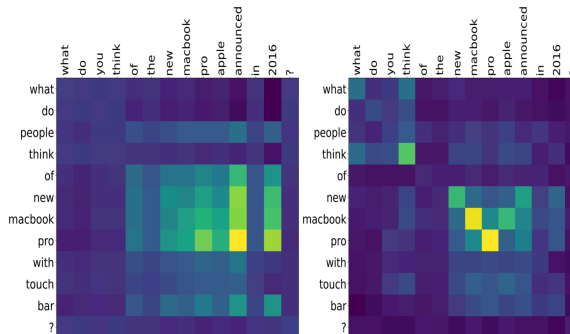 what do you think of the new macbook pro apple announced in 2016 ?
what do you think of the new macbook pro apple announced in 2016 ?
what
do
people
think
of
new
macbook
pro
with
touch
bar
?
what
do
people
think
of
new
macbook
pro
with
touch
bar
?